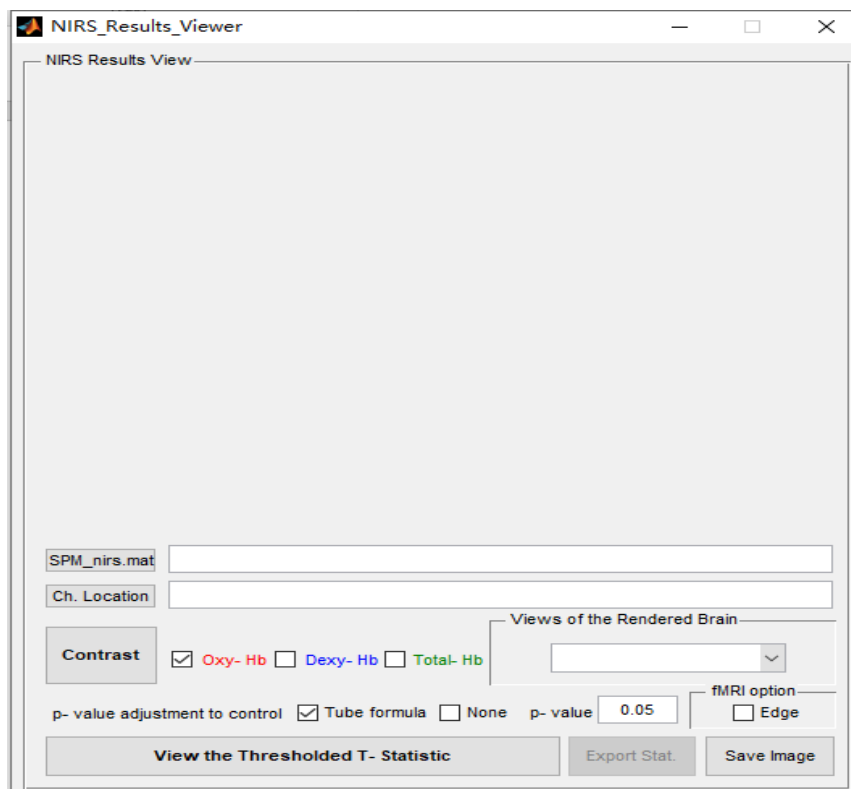 NIRS_Results_Viewer
NIRS Results View
SPM_nirs.mat
Ch. Location
Views of the Rendered Brain
Contrast
Oxy- Hb Dexy- Hb Total- Hb
fMRI option
p- value adjustment to control Tube formula None p- value 0.05 Edge
View the Thresholded T- Statistic Export Stat. Save Image